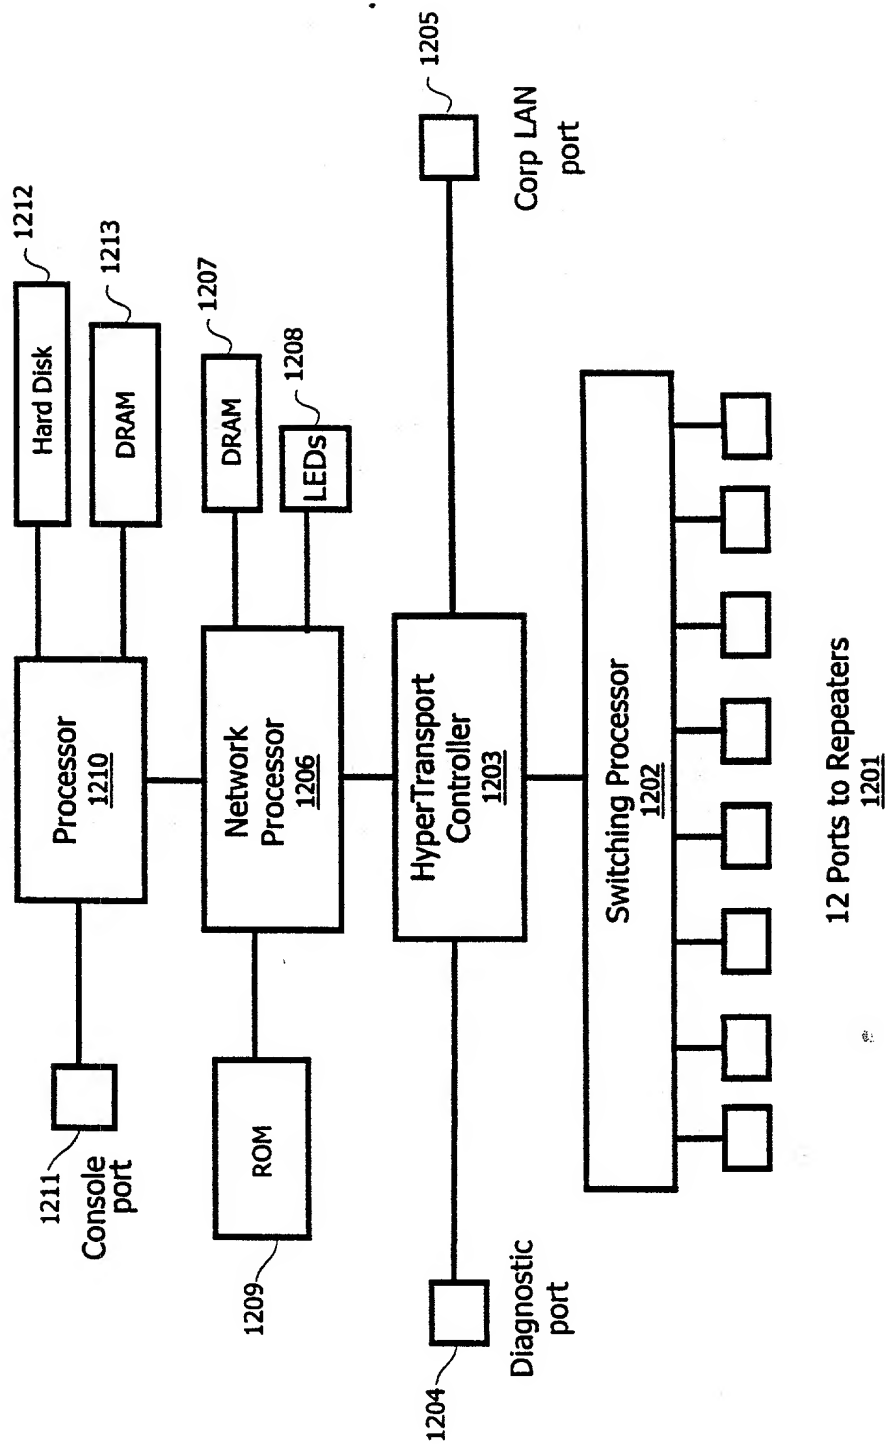 1212
Hard Disk
1213
DRAM
Processor
1210
1211
Console
port
1207
DRAM
1208
LEDs
Network
Processor
1206
ROM
1209
1205
Corp LAN
port
HyperTransport
Controller
1203
1204
Diagnostic
port
Switching Processor
1202
12 Ports to Repeaters
1201